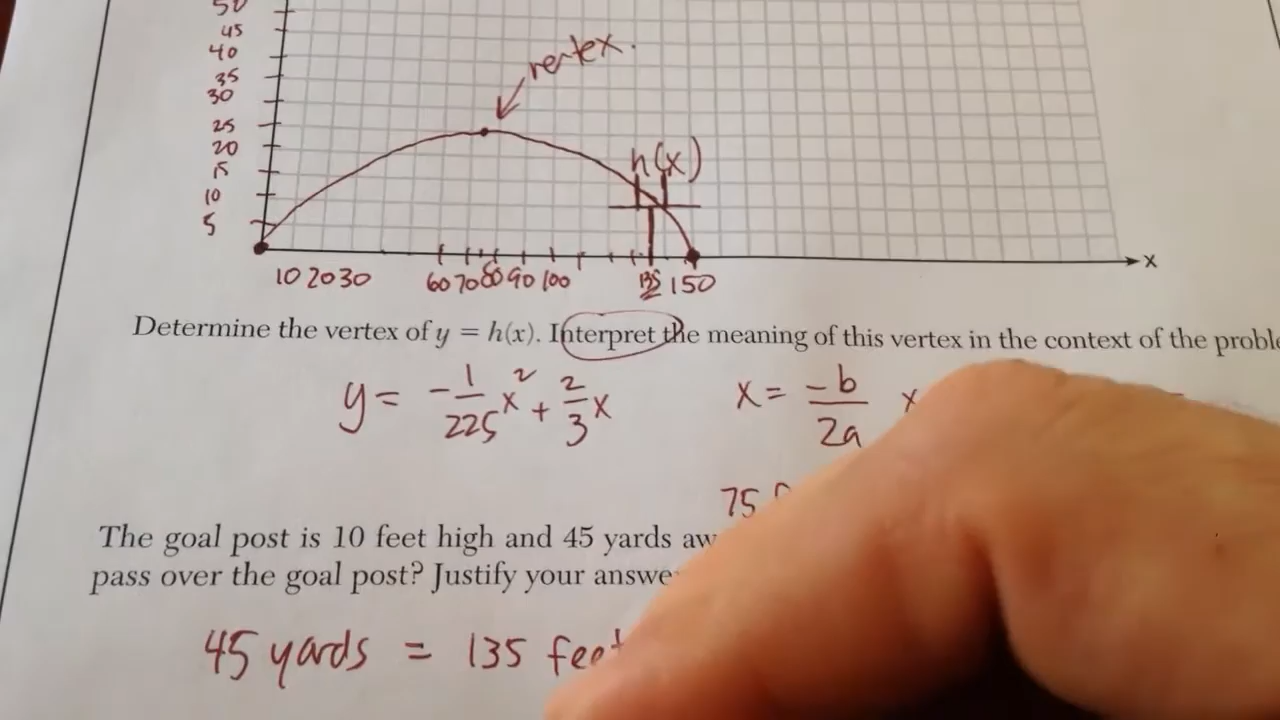 50
45
40
35
30
25
20
15
10
5
vertex.
h(x)
x
10 20 30 60 70 80 90 100 135 150
Determine the vertex of y = h(x). Interpret the meaning of this vertex in the context of the
y = -1/225 x² + 2/3 x
x = -b/2a x
75
The goal post is 10 feet high and 45 yards
pass over the goal post? Justify your
45 yards = 135 feet